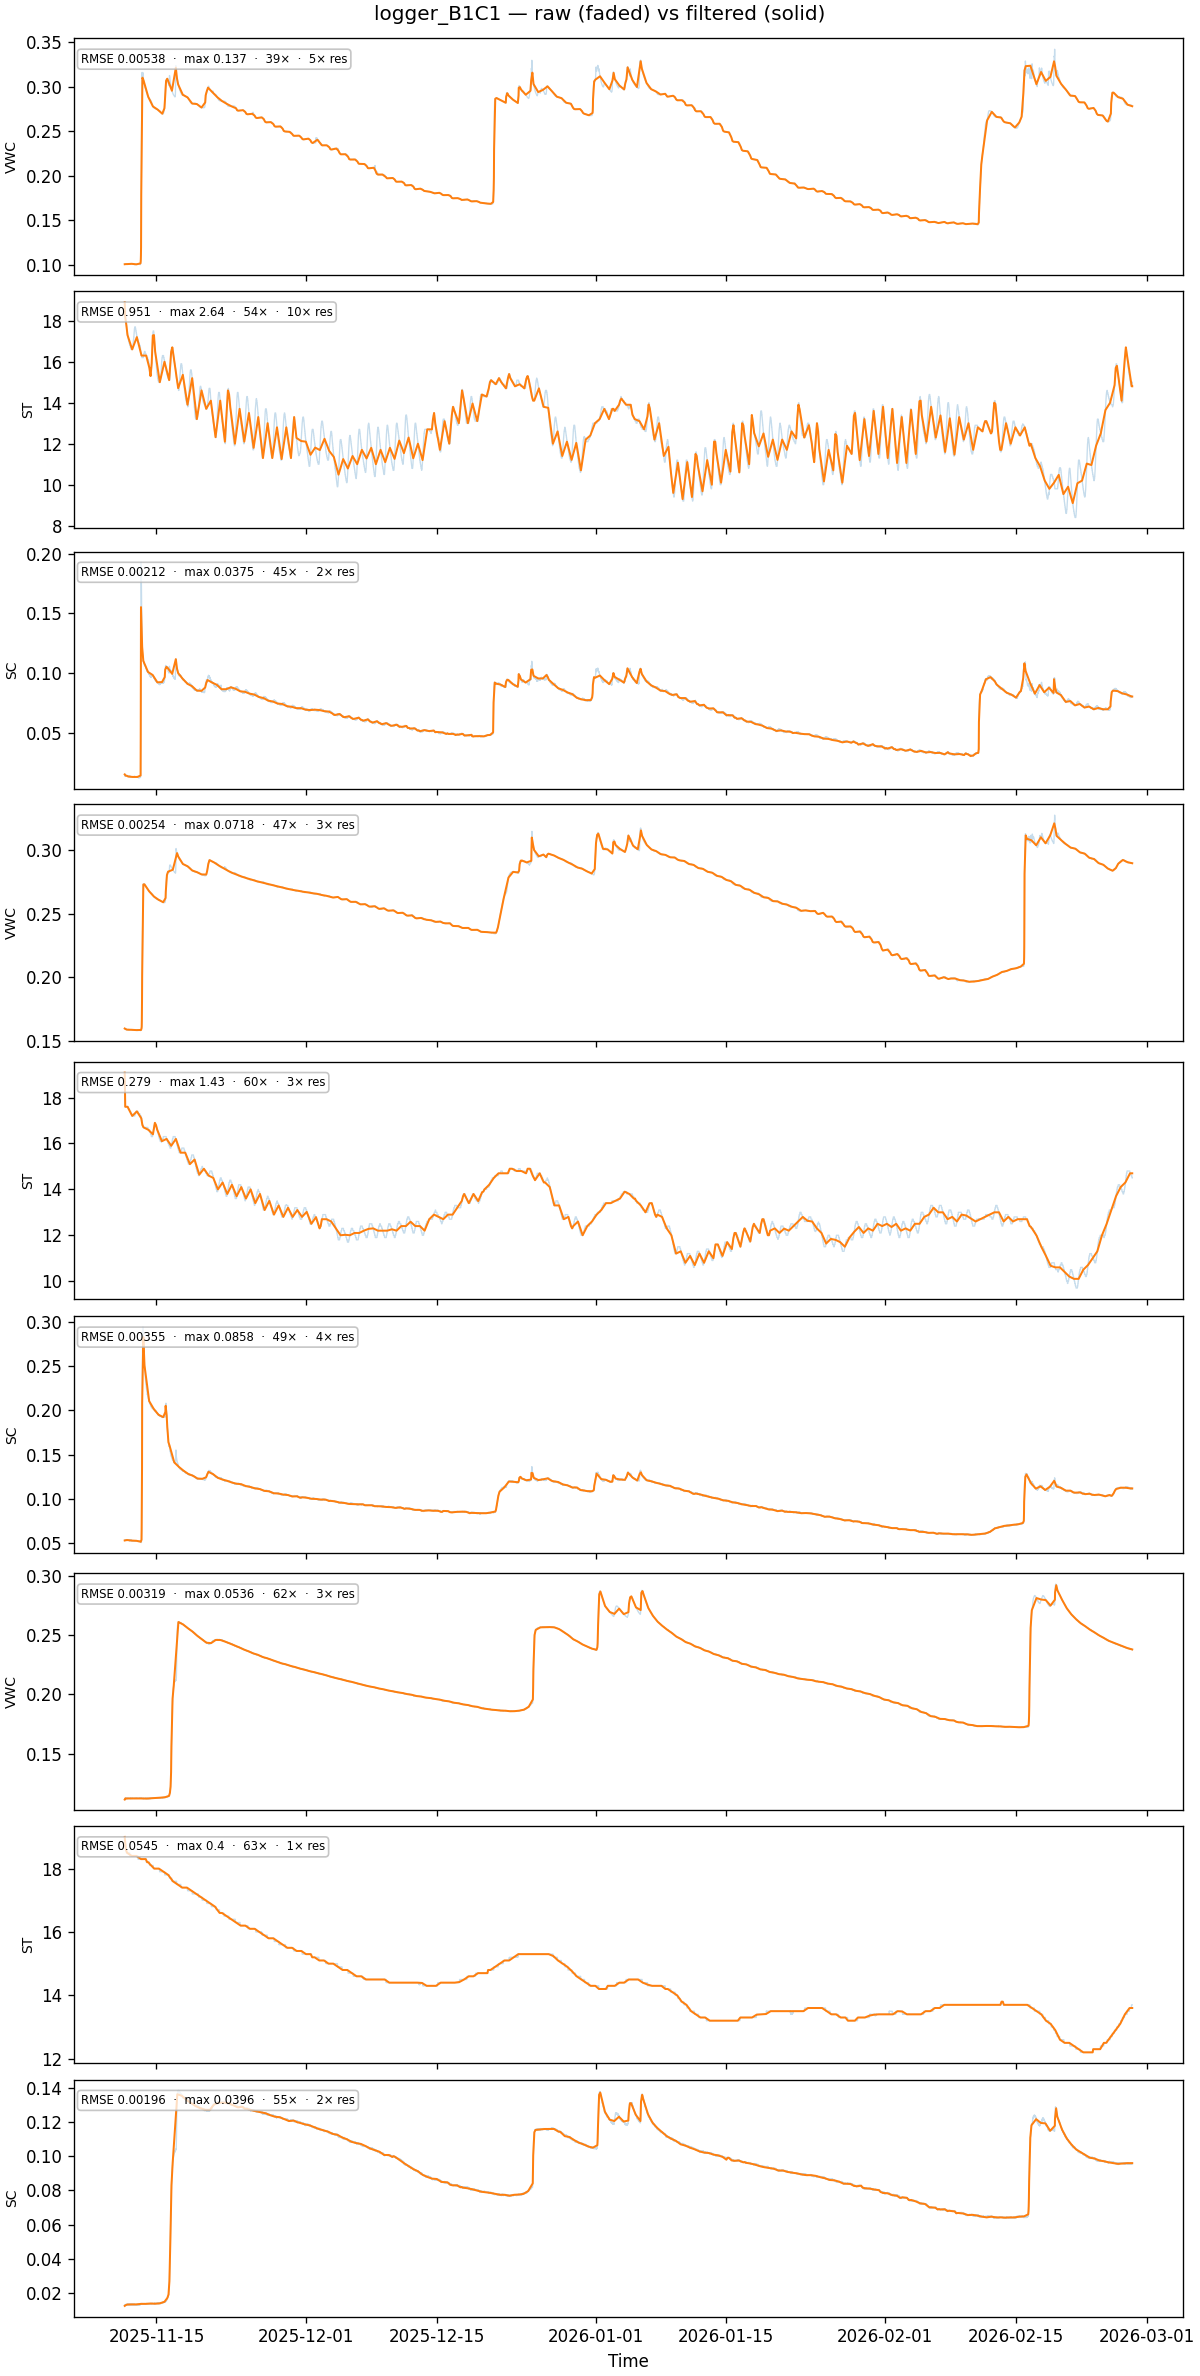 logger_B1C1 — raw (faded) vs filtered (solid)
RMSE 0.00538 · max 0.137 · 39× · 5× res
0.35
0.30
0.25
0.20
0.15
0.10
VWC
RMSE 0.951 · max 2.64 · 54× · 10× res
18
16
14
12
10
8
ST
RMSE 0.00212 · max 0.0375 · 45× · 2× res
0.20
0.15
0.10
0.05
SC
RMSE 0.00254 · max 0.0718 · 47× · 3× res
0.30
0.25
0.20
0.15
VWC
RMSE 0.279 · max 1.43 · 60× · 3× res
18
16
14
12
10
ST
RMSE 0.00355 · max 0.0858 · 49× · 4× res
0.30
0.25
0.20
0.15
0.10
0.05
SC
RMSE 0.00319 · max 0.0536 · 62× · 3× res
0.30
0.25
0.20
0.15
VWC
RMSE 0.0545 · max 0.4 · 63× · 1× res
18
16
14
12
ST
RMSE 0.00196 · max 0.0396 · 55× · 2× res
0.14
0.12
0.10
0.08
0.06
0.04
0.02
SC
2025-11-15 2025-12-01 2025-12-15 2026-01-01 2026-01-15 2026-02-01 2026-02-15 2026-03-01
Time